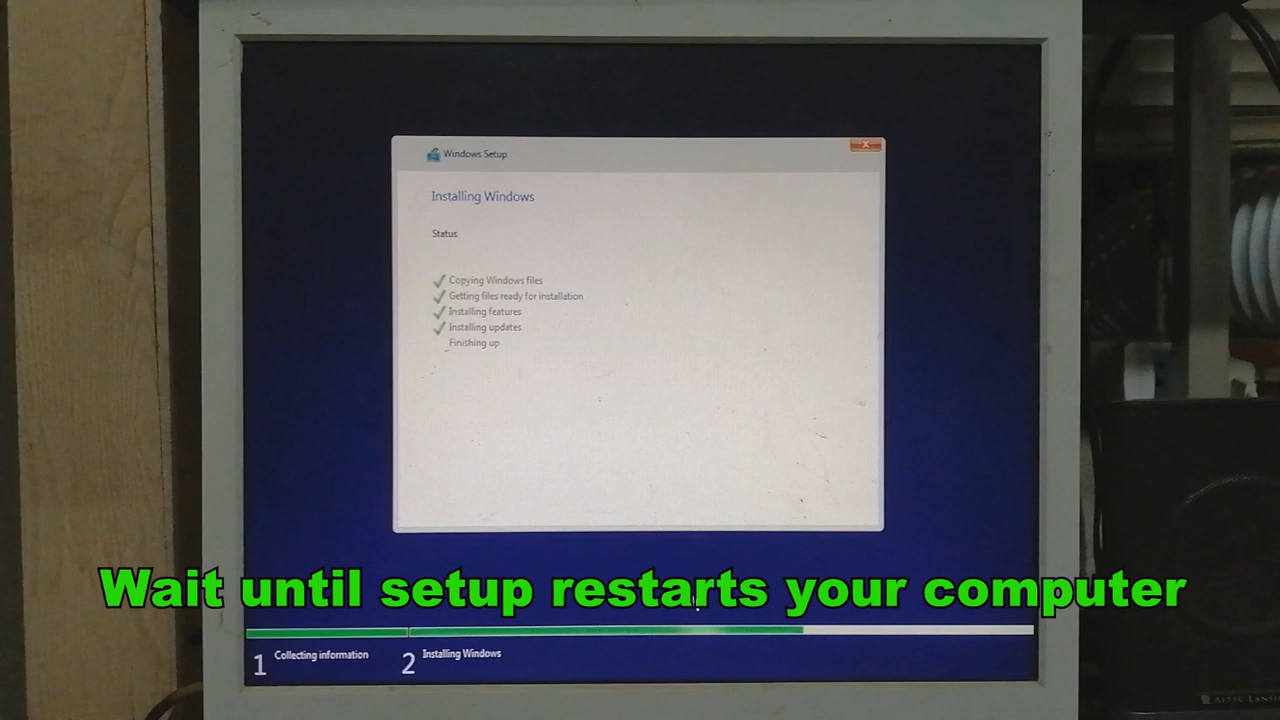 Windows Setup
Installing Windows
Status
Copying Windows files
Getting files ready for installation
Installing features
Installing updates
Finishing up
Wait until setup restarts your computer
1 Collecting information
2 Installing Windows